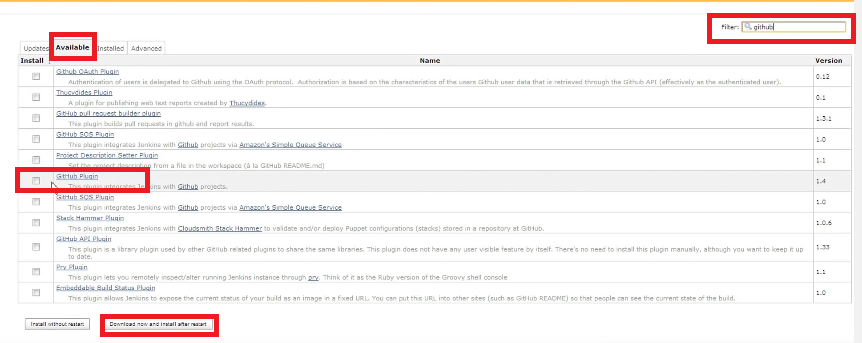 Filter: github
Updates Available Installed Advanced
Install Name Version
Github OAuth Plugin
Authentication of users is delegated to Github using the OAuth protocol. Authorization is based on the characteristics of the users Github user data that is retrieved through the GitHub API (effectively as the authenticated user).
0.12
Thucydides Plugin
A plugin for publishing web test reports created by Thucydides.
0.1
GitHub pull request builder plugin
This plugin builds pull requests in github and report results.
1.3.1
GitHub SQS Plugin
This plugin integrates Jenkins with Github projects via Amazon's Simple Queue Service
1.0
Project Description Setter Plugin
Set the project description from a file in the workspace (à la GitHub README.md)
1.1
GitHub Plugin
This plugin integrates Jenkins with Github projects.
1.4
GitHub SQS Plugin
This plugin integrates Jenkins with Github projects via Amazon's Simple Queue Service
1.0
Stack Hammer Plugin
This plugin integrates Jenkins with Cloudsmith Stack Hammer to validate and/or deploy Puppet configurations (stacks) stored in a repository at GitHub.
1.0.6
GitHub API Plugin
This plugin is a library plugin used by other GitHub related plugins to share the same libraries. This plugin does not have any user visible feature by itself. There's no need to install this plugin manually, although you want to keep it up
to date.
1.33
Pry Plugin
This plugin lets you remotely inspect/alter running Jenkins instance through pry. Think of it as the Ruby version of the Groovy shell console
1.1
Embeddable Build Status Plugin
This plugin allows Jenkins to expose the current status of your build as an image in a fixed URL. You can put this URL into other sites (such as GitHub README) so that people can see the current state of the build.
1.0
Install without restart Download now and install after restart